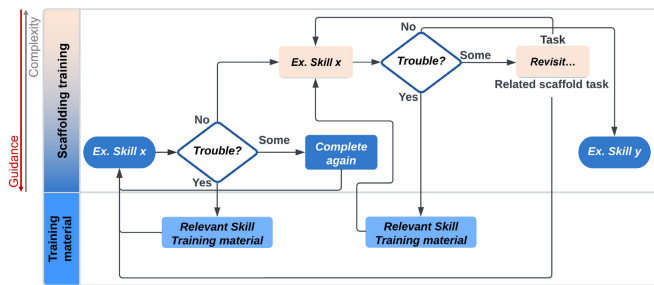 Complexity
Guidance
Scaffolding training
Training
material
Ex. Skill x
Trouble?
No
Some
Yes
Complete
again
Relevant Skill
Training material
Ex. Skill x
Trouble?
No
Some
Yes
Task
Revisit...
Related scaffold task
Relevant Skill
Training material
Ex. Skill y